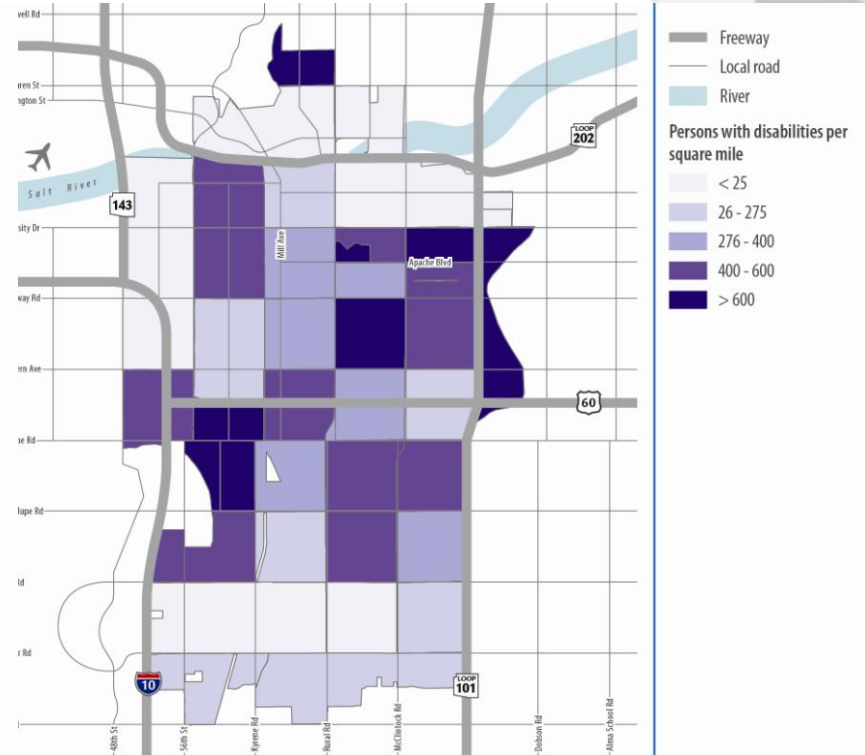 vell Rd
ren St
ngton St
Salt River
143
LOOP
202
sity Dr
Mill Ave
Apache Blvd
way Rd
ern Ave
60
ne Rd
lupe Rd
ld
r Rd
10
LOOP
101
48th St
56th St
Kyrene Rd
Rural Rd
McClintock Rd
Dobson Rd
Alma School Rd
Freeway
Local road
River
Persons with disabilities per
square mile
< 25
26 - 275
276 - 400
400 - 600
> 600